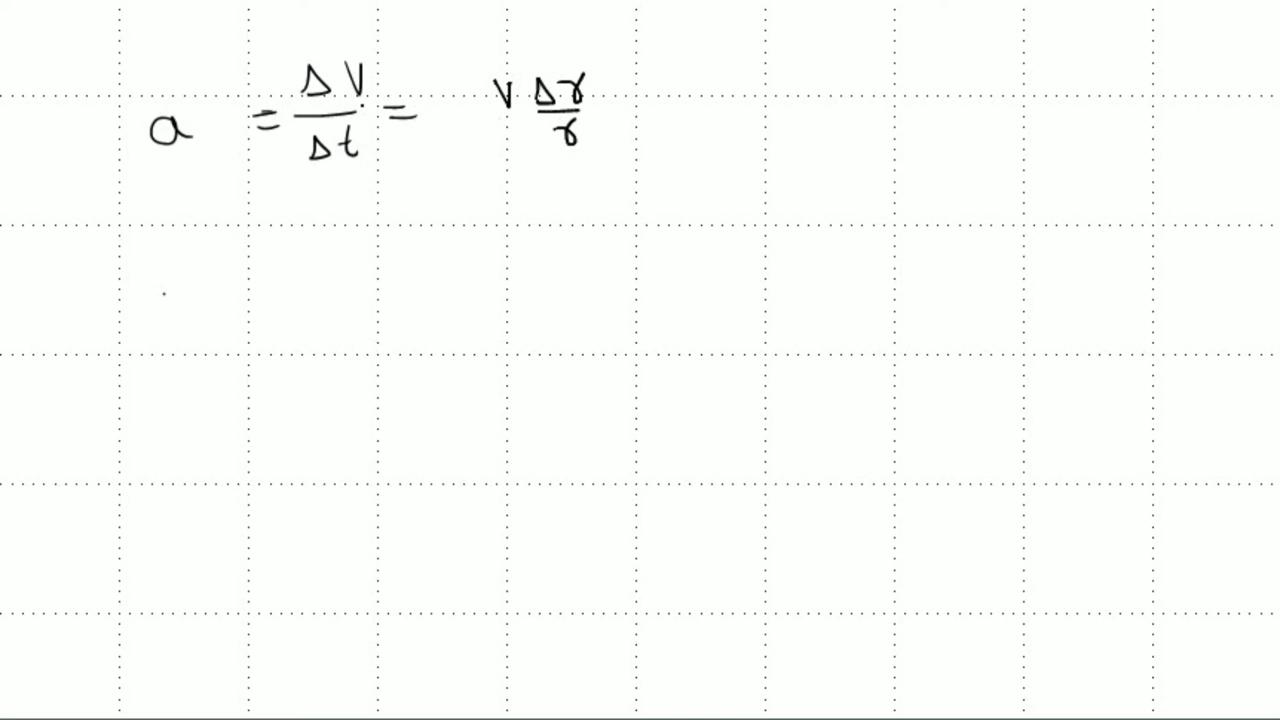 a = ΔV/Δt = v Δr/r